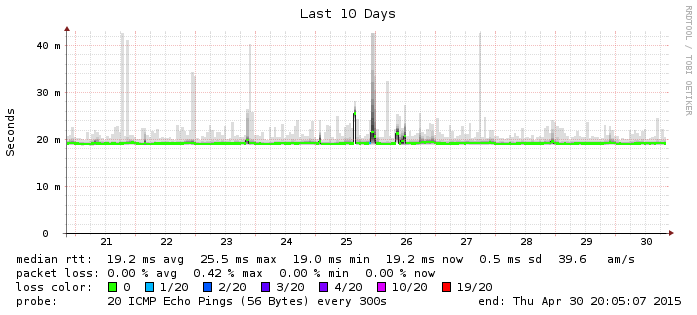 Last 10 Days
RRDTOOL / TOBI OETIKER
Seconds
40 m
30 m
20 m
10 m
0
21 22 23 24 25 26 27 28 29 30
median rtt: 19.2 ms avg 25.5 ms max 19.0 ms min 19.2 ms now 0.5 ms sd 39.6 am/s
packet loss: 0.00 % avg 0.42 % max 0.00 % min 0.00 % now
loss color: 0 1/20 2/20 3/20 4/20 10/20 19/20
probe: 20 ICMP Echo Pings (56 Bytes) every 300s end: Thu Apr 30 20:05:07 2015